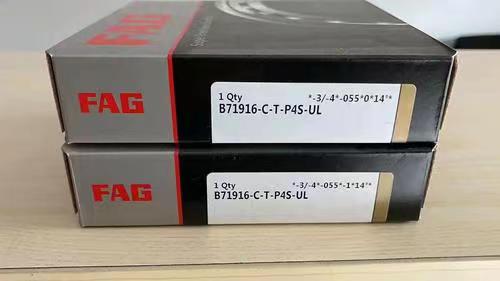 FAG
1 Qty *-3/-4*-055*0*14°*
B71916-C-T-P4S-UL
FAG
1 Qty *-3/-4*-055*-1*14°*
B71916-C-T-P4S-UL